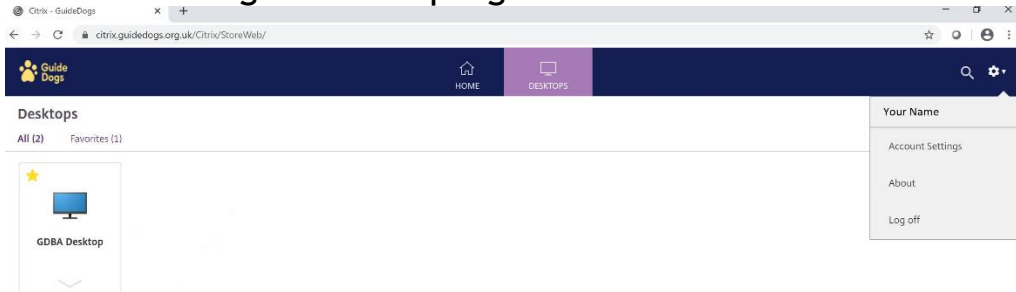 Citrix - GuideDogs
citrix.guidedogs.org.uk/Citrix/StoreWeb/
Guide
Dogs
HOME
DESKTOPS
Desktops
Your Name
All (2) Favorites (1)
Account Settings
About
Log off
GDBA Desktop